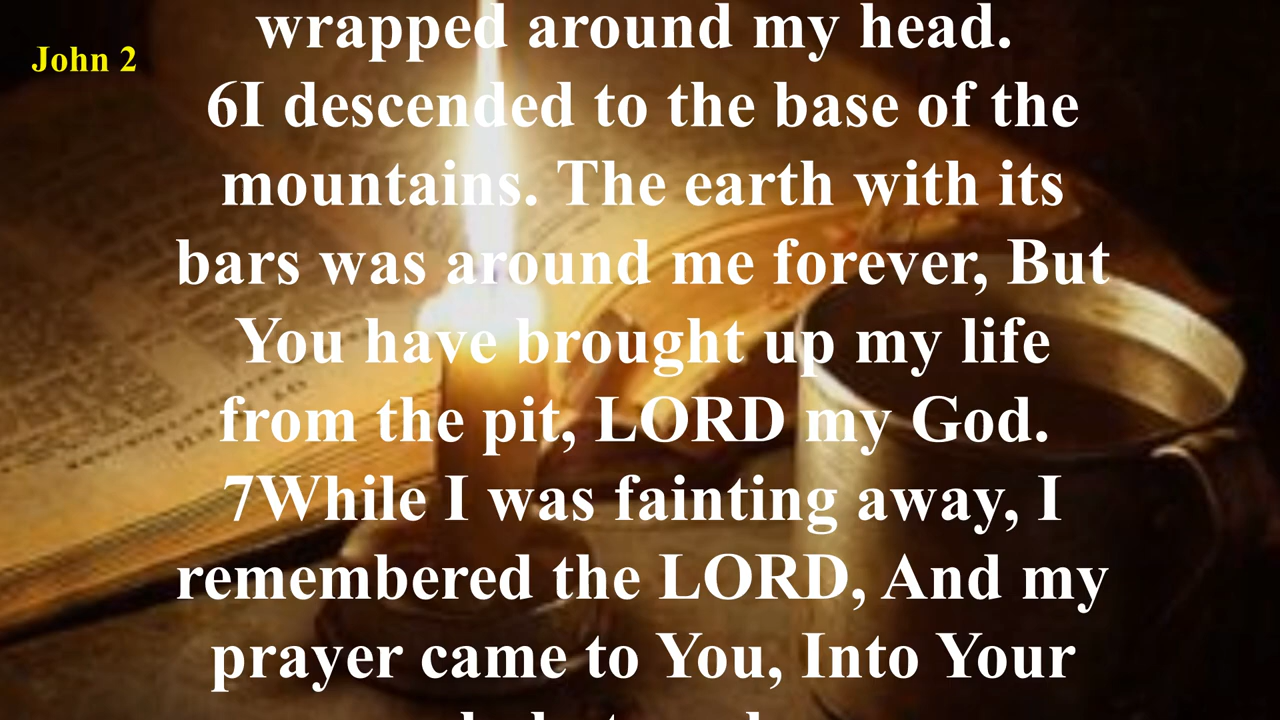 John 2
wrapped around my head.
6I descended to the base of the
mountains. The earth with its
bars was around me forever, But
You have brought up my life
from the pit, LORD my God.
7While I was fainting away, I
remembered the LORD, And my
prayer came to You, Into Your